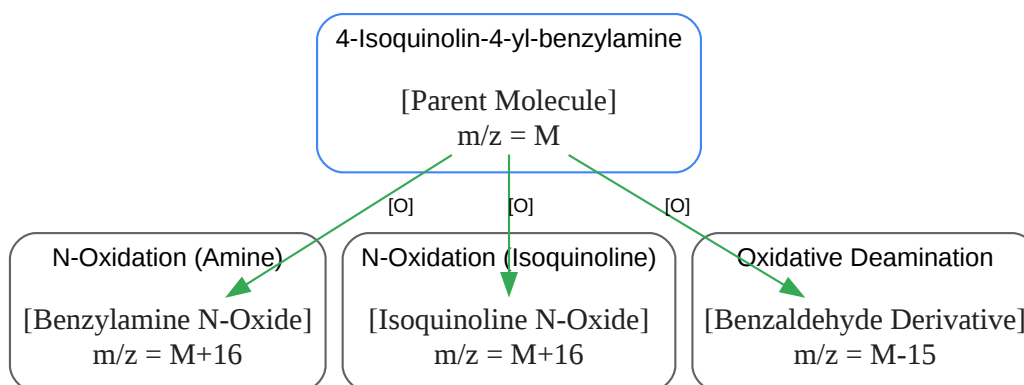 4-Isoquinolin-4-yl-benzylamine
[Parent Molecule]
m/z = M
[O]
[O]
[O]
N-Oxidation (Amine)
[Benzylamine N-Oxide]
m/z = M+16
N-Oxidation (Isoquinoline)
[Isoquinoline N-Oxide]
m/z = M+16
Oxidative Deamination
[Benzaldehyde Derivative]
m/z = M-15